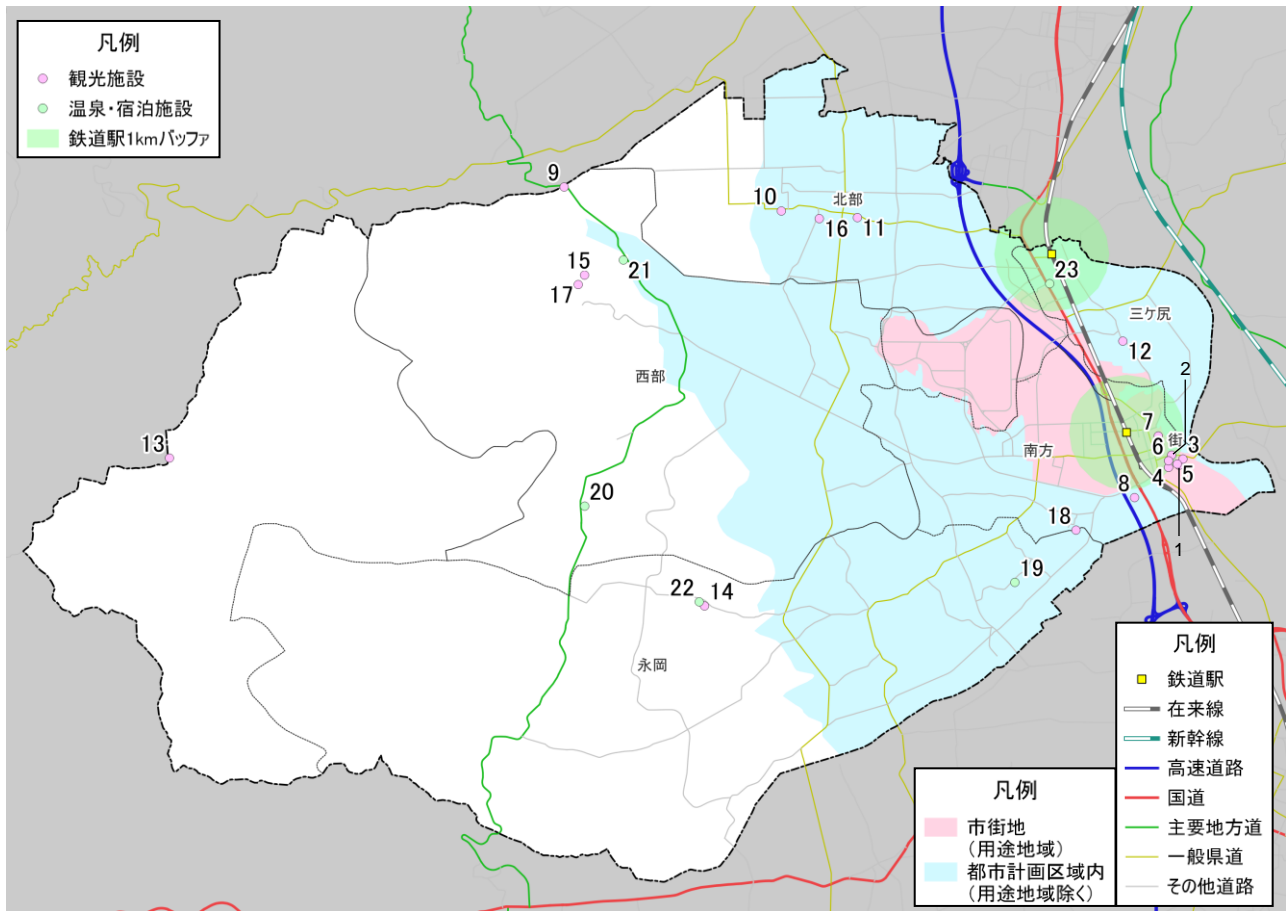 凡例
観光施設
温泉・宿泊施設
鉄道駅1kmバッファ
9
10
16
北部
11
15
17
21
23
三ケ尻
12
西部
2
13
7
6
街
3
南方
4
5
8
20
18
1
19
22
14
永岡
凡例
市街地
(用途地域)
都市計画区域内
(用途地域除く)
凡例
鉄道駅
在来線
新幹線
高速道路
国道
主要地方道
一般県道
その他道路